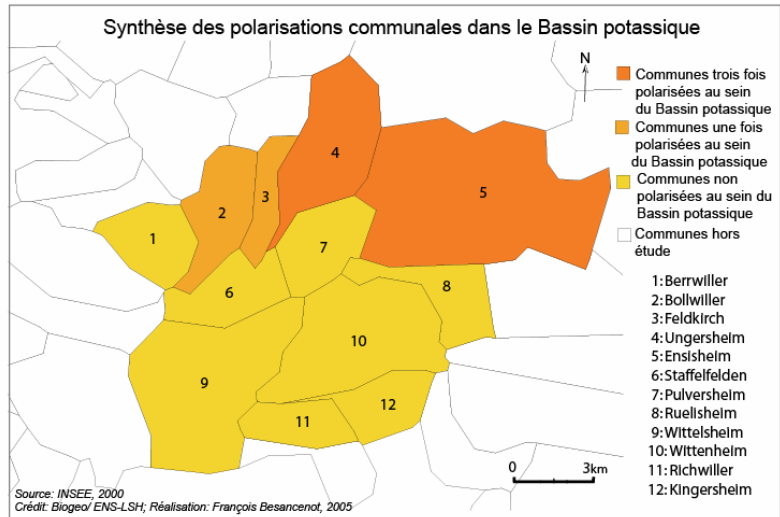 Synthèse des polarisations communales dans le Bassin potassique
N
Communes trois fois
polarisées au sein
du Bassin potassique
Communes une fois
polarisées au sein
du Bassin potassique
Communes non
polarisées au sein du
Bassin potassique
Communes hors
étude
1
2
3
4
5
6
7
8
9
10
11
12
1:Berrwiller
2:Bollwiller
3:Feldkirch
4:Ungersheim
5:Ensisheim
6:Staffelfelden
7:Pulversheim
8:Ruelisheim
9:Wittelsheim
10:Wittenheim
11:Richwiller
12:Kingersheim
0 3km
Source: INSEE, 2000
Crédit: Biogeo/ ENS-LSH; Réalisation: François Besancenot, 2005